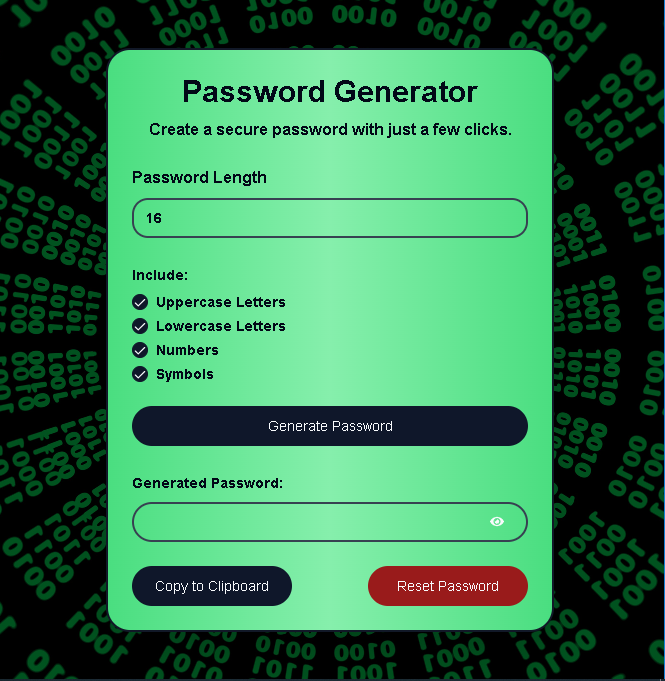 Password Generator
Create a secure password with just a few clicks.
Password Length
16
Include:
Uppercase Letters
Lowercase Letters
Numbers
Symbols
Generate Password
Generated Password:
Copy to Clipboard
Reset Password